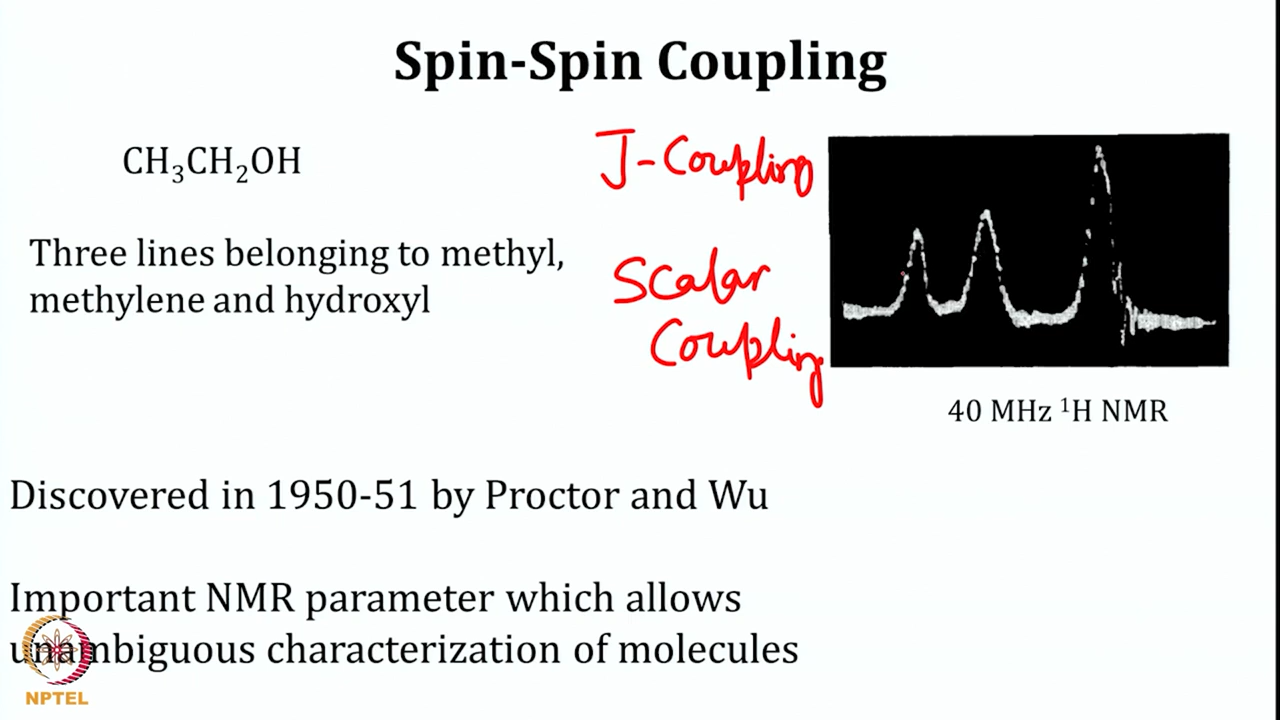 Spin-Spin Coupling
CH₃CH₂OH
J-Coupling
Three lines belonging to methyl,
methylene and hydroxyl
Scalar
Coupling
40 MHz ¹H NMR
Discovered in 1950-51 by Proctor and Wu
Important NMR parameter which allows
unambiguous characterization of molecules
NPTEL